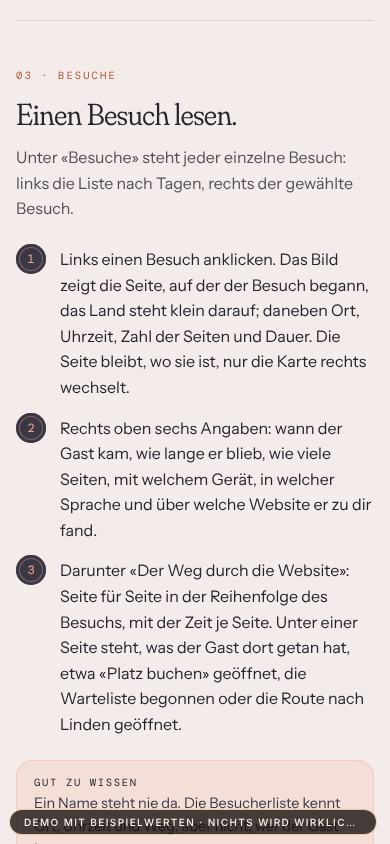 03 · BESUCHE
Einen Besuch lesen.
Unter «Besuche» steht jeder einzelne Besuch:
links die Liste nach Tagen, rechts der gewählte
Besuch.
1 Links einen Besuch anklicken. Das Bild
zeigt die Seite, auf der der Besuch begann,
das Land steht klein darauf; daneben Ort,
Uhrzeit, Zahl der Seiten und Dauer. Die
Seite bleibt, wo sie ist, nur die Karte rechts
wechselt.
2 Rechts oben sechs Angaben: wann der
Gast kam, wie lange er blieb, wie viele
Seiten, mit welchem Gerät, in welcher
Sprache und über welche Website er zu dir
fand.
3 Darunter «Der Weg durch die Website»:
Seite für Seite in der Reihenfolge des
Besuchs, mit der Zeit je Seite. Unter einer
Seite steht, was der Gast dort getan hat,
etwa «Platz buchen» geöffnet, die
Warteliste begonnen oder die Route nach
Linden geöffnet.
GUT ZU WISSEN
Ein Name steht nie da. Die Besucherliste kennt
DEMO MIT BEISPIELWERTEN · NICHTS WIRD WIRKLIC…